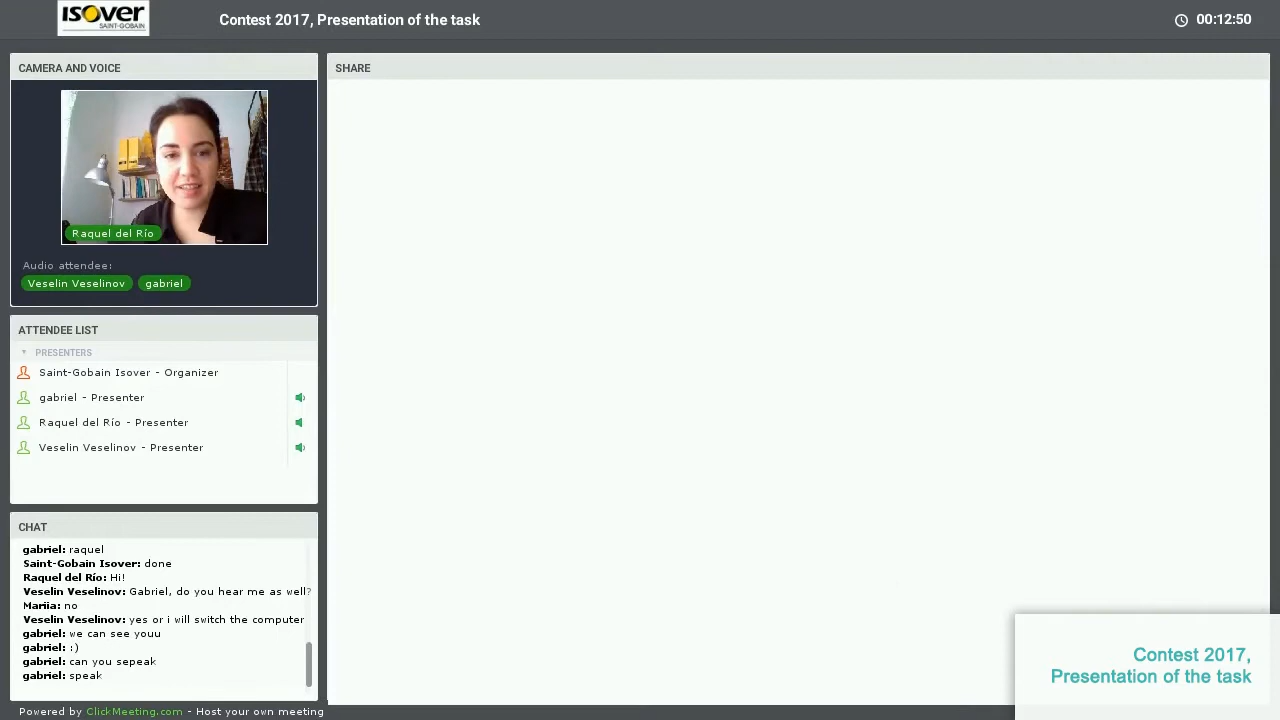 isover
SAINT-GOBAIN
Contest 2017, Presentation of the task
00:12:50
CAMERA AND VOICE
Raquel del Río
Audio attendee:
Veselin Veselinov gabriel
ATTENDEE LIST
PRESENTERS
Saint-Gobain Isover - Organizer
gabriel - Presenter
Raquel del Río - Presenter
Veselin Veselinov - Presenter
CHAT
gabriel: raquel
Saint-Gobain Isover: done
Raquel del Río: Hi!
Veselin Veselinov: Gabriel, do you hear me as well?
Mariia: no
Veselin Veselinov: yes or i will switch the computer
gabriel: we can see youu
gabriel: :)
gabriel: can you sepeak
gabriel: speak
Powered by ClickMeeting.com - Host your own meeting
SHARE
Contest 2017,
Presentation of the task